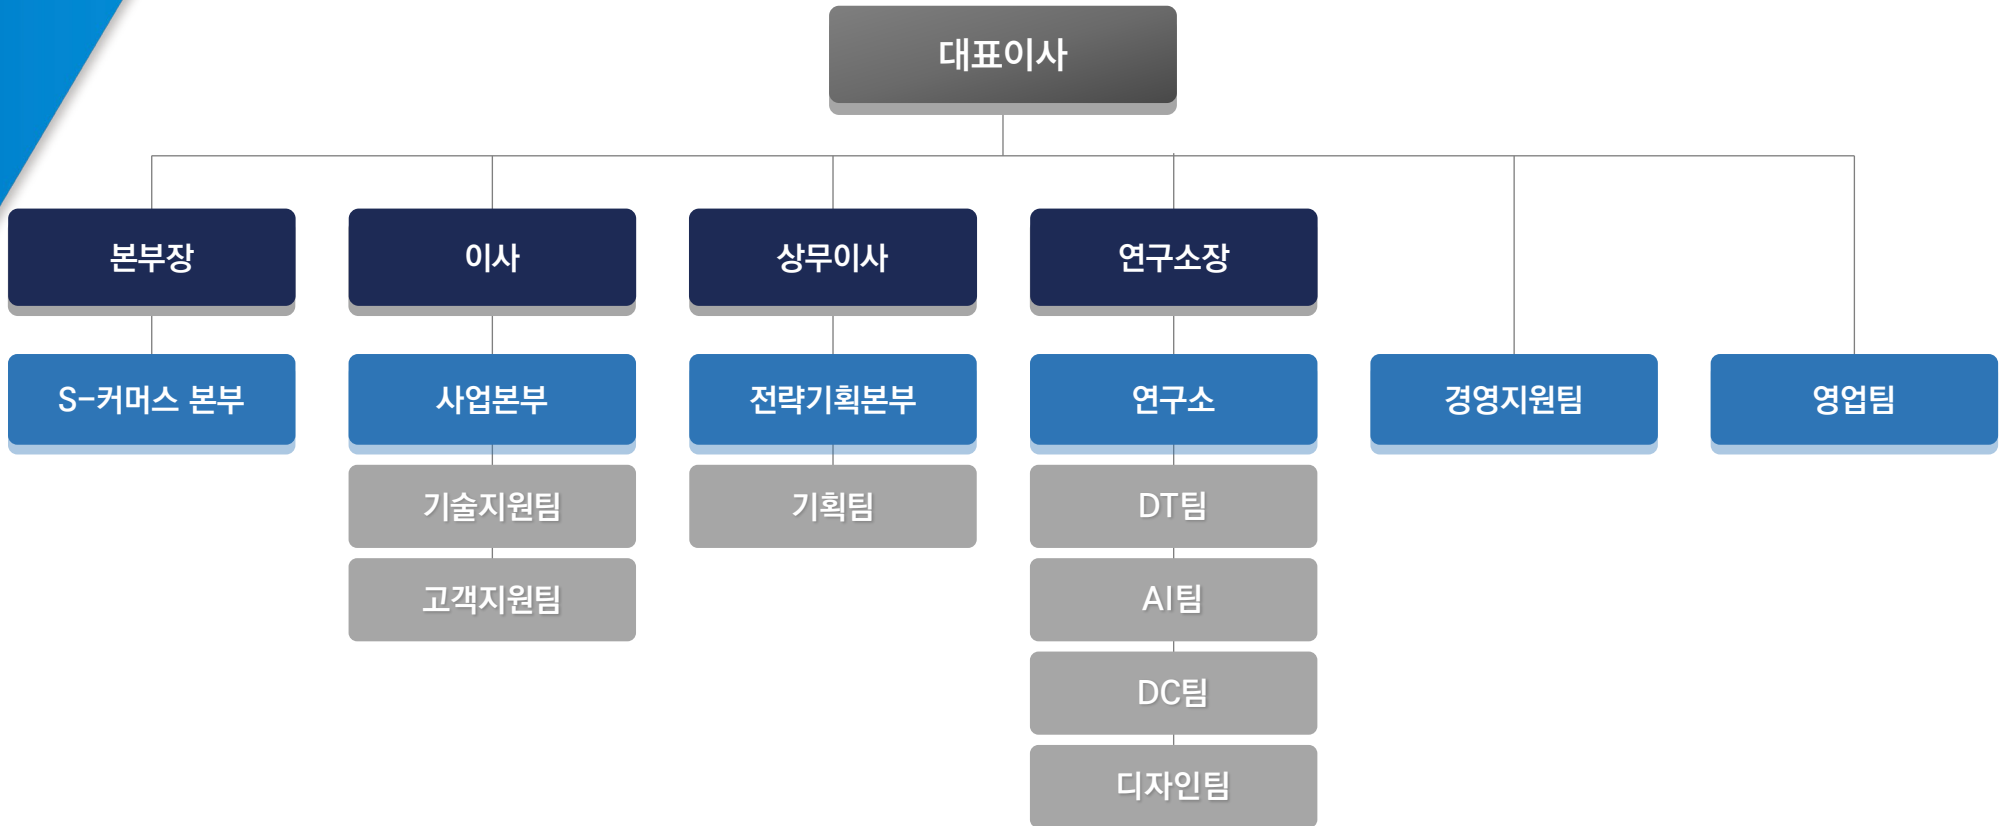 대표이사
본부장
이사
상무이사
연구소장
S-커머스 본부
사업본부
전략기획본부
연구소
경영지원팀
영업팀
기술지원팀
기획팀
DT팀
고객지원팀
AI팀
DC팀
디자인팀